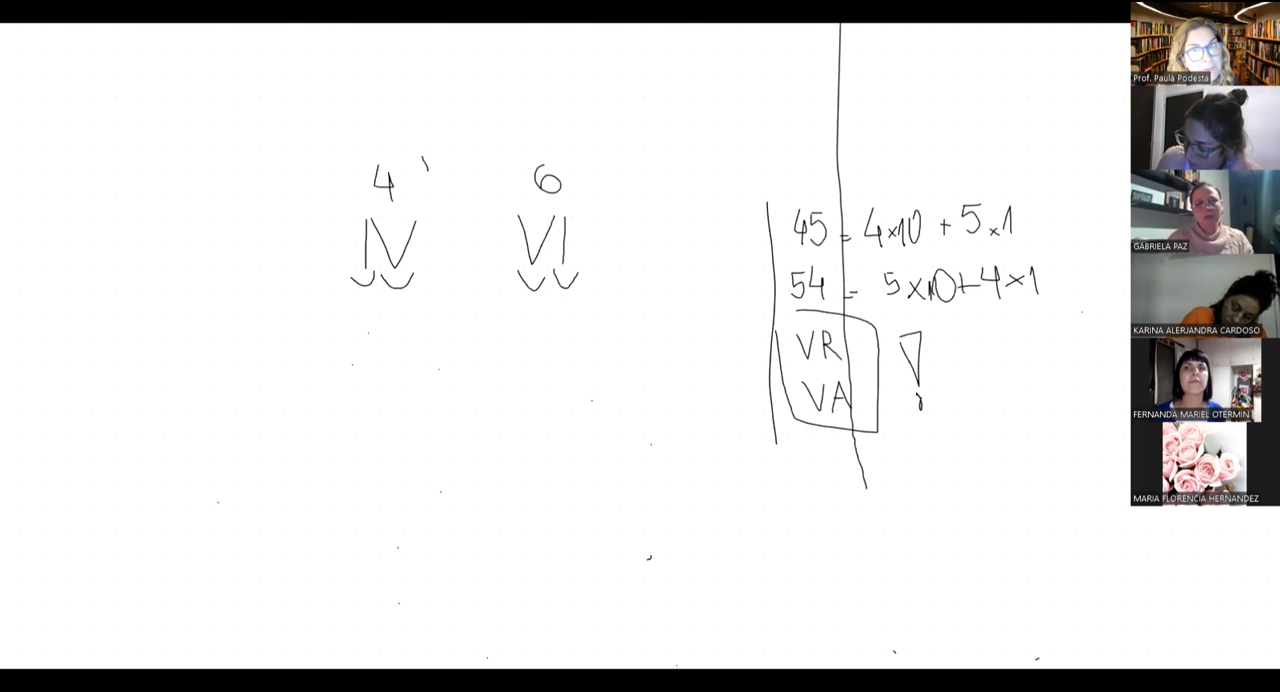 4 6
IV VI
45 = 4x10 + 5x1
54 = 5x10+4x1
VR
VA
!
Prof. Paula Podesta
GABRIELA PAZ
KARINA ALERJANDRA CARDOSO
FERNANDA MARIEL OTERMIN
MARIA FLORENCIA HERNANDEZ